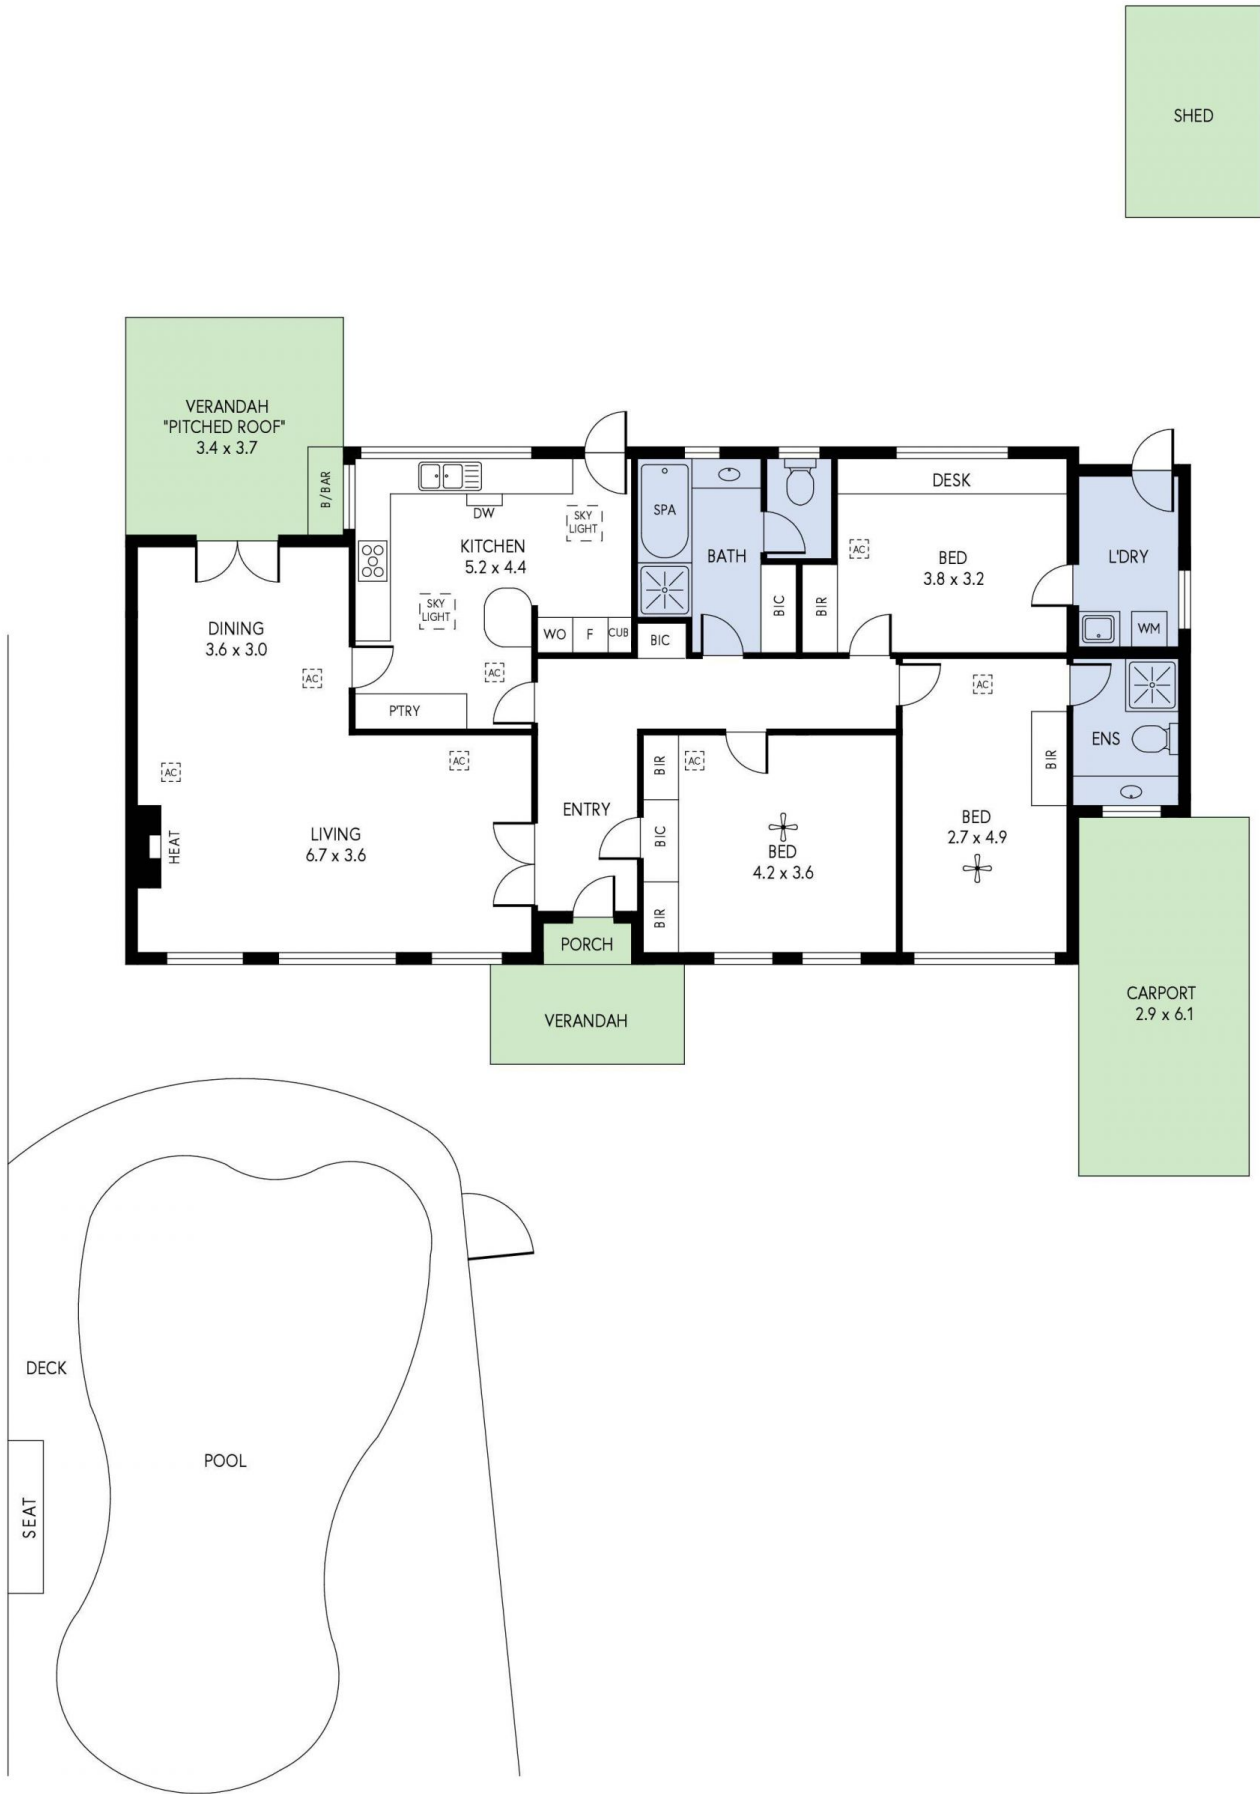 SHED
VERANDAH
"PITCHED ROOF"
3.4 x 3.7
B/BAR
DW
SKY
LIGHT
KITCHEN
5.2 x 4.4
SKY
LIGHT
WO
F
CUB
AC
P'TRY
SPA
BATH
BIC
BIC
DESK
AC
BED
3.8 x 3.2
BIR
L'DRY
WM
DINING
3.6 x 3.0
AC
AC
AC
HEAT
LIVING
6.7 x 3.6
ENTRY
BIR
BIC
BIR
AC
BED
4.2 x 3.6
AC
BIR
BED
2.7 x 4.9
ENS
PORCH
VERANDAH
CARPORT
2.9 x 6.1
DECK
POOL
SEAT